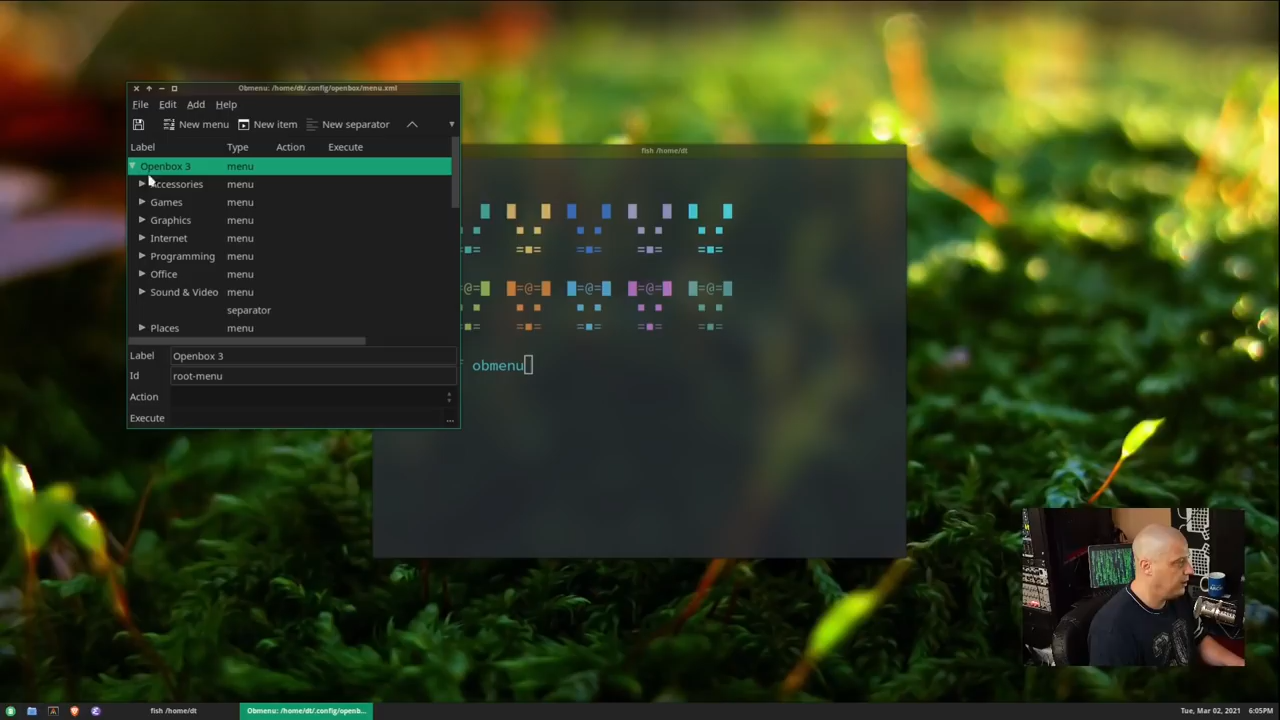 Obmenu: /home/dt/.config/openbox/menu.xml
File Edit Add Help
New menu New item New separator
Label Type Action Execute
Openbox 3 menu
Accessories menu
Games menu
Graphics menu
Internet menu
Programming menu
Office menu
Sound & Video menu
separator
Places menu
Label Openbox 3
Id root-menu
Action
Execute ...
fish /home/dt
=■= =■= =■= =■= =■=
=@= =@= =@= =@= =@=
obmenu
fish /home/dt
Obmenu: /home/dt/.config/openb...
Tue, Mar 02, 2021 6:05PM